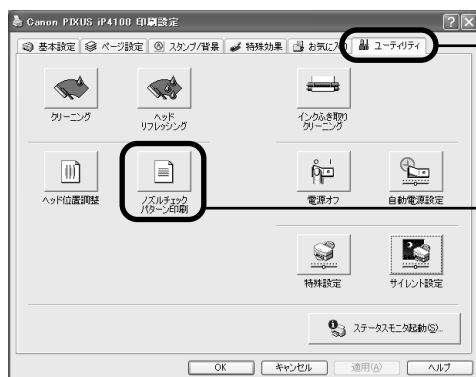 Canon PIXUS iP4100 印刷設定
基本設定 ページ設定 スタンプ/背景 特殊効果 お気に入り ユーティリティ
クリーニング
ヘッド
リフレッシング
インクふき取り
クリーニング
ヘッド位置調整
ノズルチェック
パターン印刷
電源オフ
自動電源設定
特殊設定
サイレント設定
ステータスモニタ起動(S)...
OK キャンセル 適用(A) ヘルプ